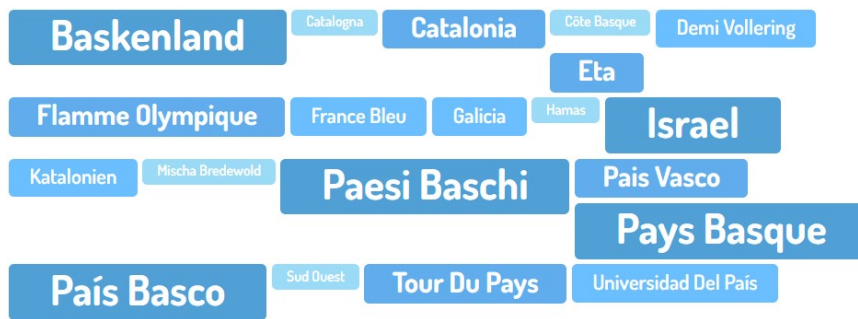 Baskenland Catalogna Catalonia Côte Basque Demi Vollering
Eta
Flamme Olympique France Bleu Galicia Hamas Israel
Katalonien Mischa Bredewold Paesi Baschi Pais Vasco
Pays Basque
País Basco Sud Ouest Tour Du Pays Universidad Del País